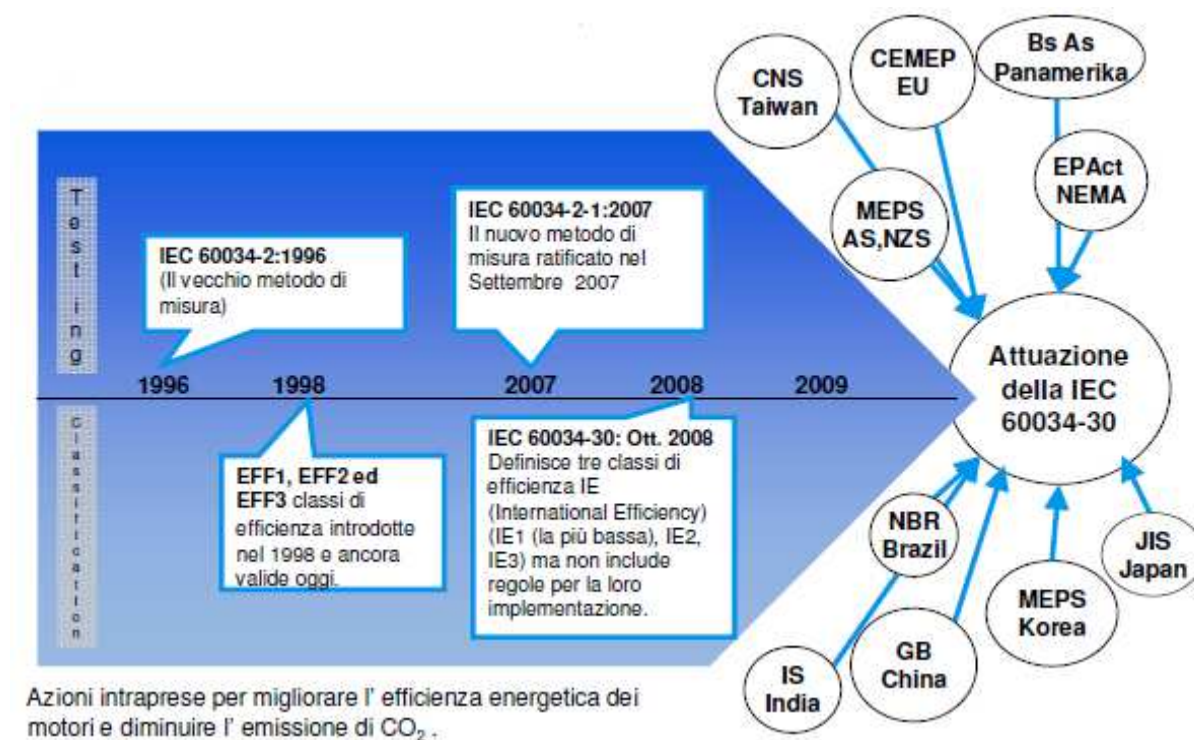 CNS
Taiwan
CEMEP
EU
Bs As
Panamerika
MEPS
AS,NZS
EPAct
NEMA
Testing
IEC 60034-2:1996
(Il vecchio metodo di
misura)
IEC 60034-2-1:2007
Il nuovo metodo di
misura ratificato nel
Settembre 2007
1996 1998 2007 2008 2009
Attuazione
della IEC
60034-30
Classification
EFF1, EFF2 ed
EFF3 classi di
efficienza introdotte
nel 1998 e ancora
valide oggi.
IEC 60034-30: Ott. 2008
Definisce tre classi di
efficienza IE
(International Efficiency)
(IE1 (la più bassa), IE2,
IE3) ma non include
regole per la loro
implementazione.
NBR
Brazil
JIS
Japan
MEPS
Korea
GB
China
IS
India
Azioni intraprese per migliorare l' efficienza energetica dei
motori e diminuire l' emissione di CO₂ .